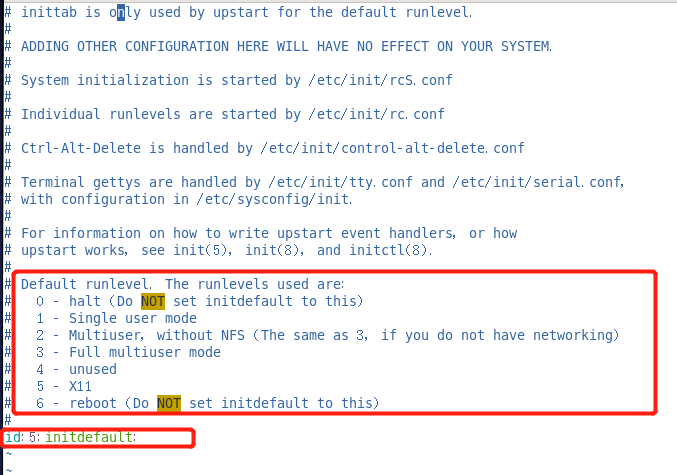 # inittab is only used by upstart for the default runlevel.
#
# ADDING OTHER CONFIGURATION HERE WILL HAVE NO EFFECT ON YOUR SYSTEM.
#
# System initialization is started by /etc/init/rcS.conf
#
# Individual runlevels are started by /etc/init/rc.conf
#
# Ctrl-Alt-Delete is handled by /etc/init/control-alt-delete.conf
#
# Terminal gettys are handled by /etc/init/tty.conf and /etc/init/serial.conf,
# with configuration in /etc/sysconfig/init.
#
# For information on how to write upstart event handlers, or how
# upstart works, see init(5), init(8), and initctl(8).
#
# Default runlevel. The runlevels used are:
#   0 - halt (Do NOT set initdefault to this)
#   1 - Single user mode
#   2 - Multiuser, without NFS (The same as 3, if you do not have networking)
#   3 - Full multiuser mode
#   4 - unused
#   5 - X11
#   6 - reboot (Do NOT set initdefault to this)
#
id:5:initdefault:
~
~